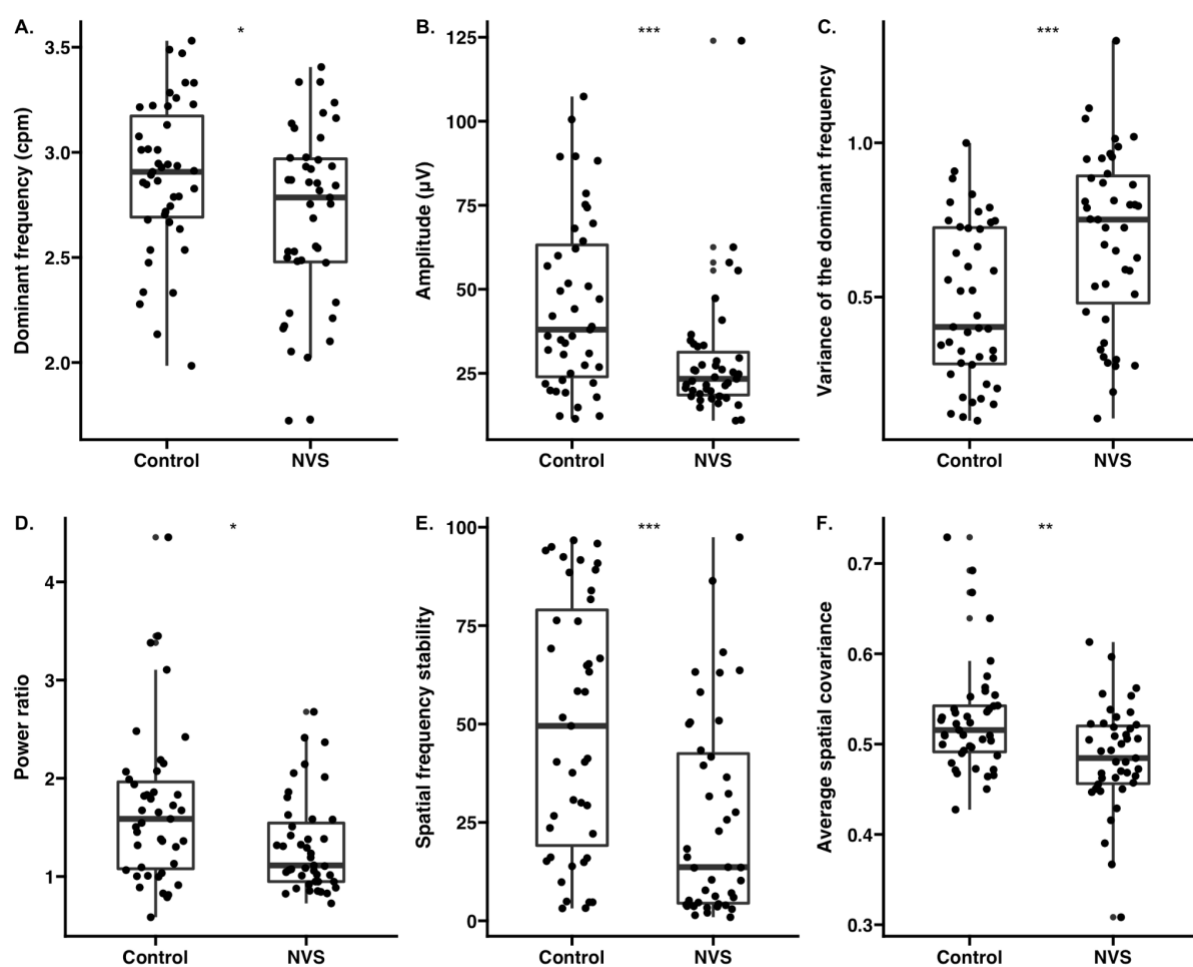 A.
*
Dominant frequency (cpm)
3.5
3.0
2.5
2.0
Control
NVS
B.
***
Amplitude (µV)
125
100
75
50
25
Control
NVS
C.
***
Variance of the dominant frequency
1.0
0.5
Control
NVS
D.
*
Power ratio
4
3
2
1
Control
NVS
E.
***
Spatial frequency stability
100
75
50
25
0
Control
NVS
F.
**
Average spatial covariance
0.7
0.6
0.5
0.4
0.3
Control
NVS